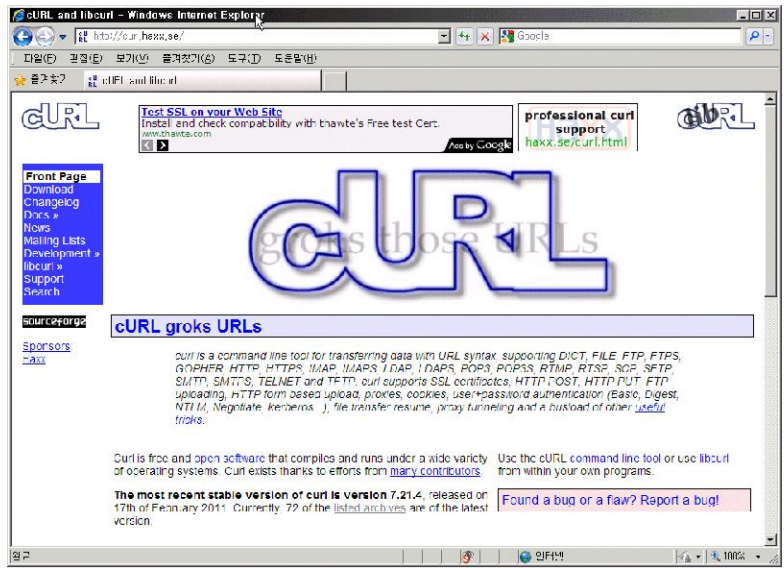 cURL and libcurl - Windows Internet Explorer
http://curl.haxx.se/
Google
파일(F) 편집(E) 보기(V) 즐겨찾기(A) 도구(T) 도움말(H)
즐겨찾기 cURL and libcurl
cURL
Test SSL on your Web Site
Install and check compatibility with thawte's Free test Cert.
www.thawte.com
Ads by Google
professional curl
support
haxx.se/curl.html
libcURL
Front Page
Download
Changelog
Docs »
News
Mailing Lists
Development »
libcurl »
Support
Search
groks those URLs
cURL
sourceforge
Sponsors:
Haxx
cURL groks URLs
curl is a command line tool for transferring data with URL syntax, supporting DICT, FILE, FTP, FTPS,
GOPHER, HTTP, HTTPS, IMAP, IMAPS, LDAP, LDAPS, POP3, POP3S, RTMP, RTSP, SCP, SFTP,
SMTP, SMTPS, TELNET and TFTP. curl supports SSL certificates, HTTP POST, HTTP PUT, FTP
uploading, HTTP form based upload, proxies, cookies, user+password authentication (Basic, Digest,
NTLM, Negotiate, kerberos...), file transfer resume, proxy tunneling and a busload of other useful
tricks.
Curl is free and open software that compiles and runs under a wide variety
of operating systems. Curl exists thanks to efforts from many contributors.
The most recent stable version of curl is version 7.21.4, released on
17th of February 2011. Currently, 72 of the listed archives are of the latest
version.
Use the cURL command line tool or use libcurl
from within your own programs.
Found a bug or a flaw? Report a bug!
완료
인터넷
100%